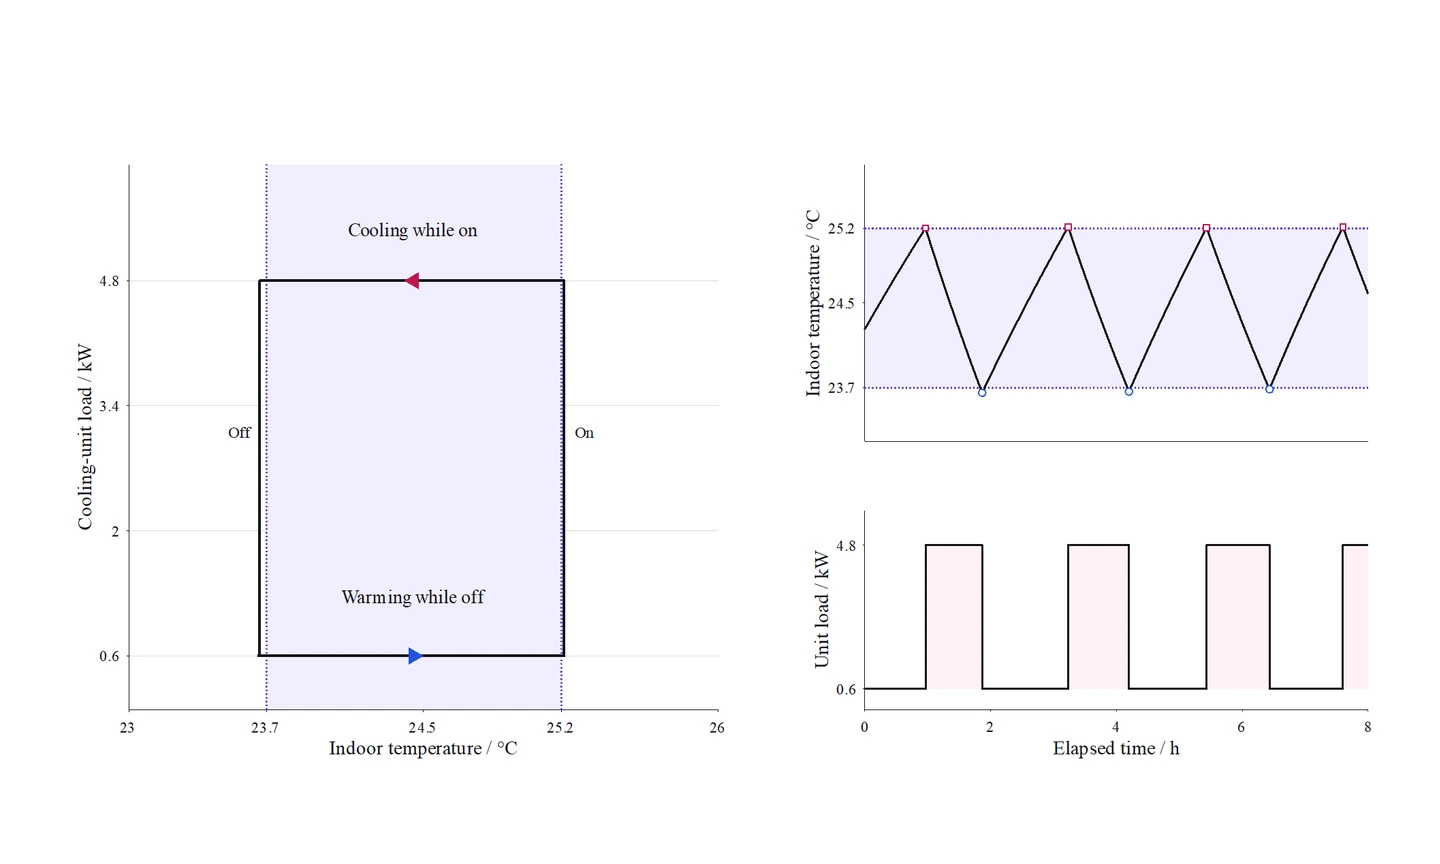 Cooling while on
4.8
3.4
2
0.6
Cooling-unit load / kW
Off
On
Warming while off
23
23.7
24.5
25.2
26
Indoor temperature / °C
25.2
24.5
23.7
Indoor temperature / °C
4.8
0.6
Unit load / kW
0
2
4
6
8
Elapsed time / h